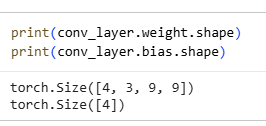 print(conv_layer.weight.shape)
print(conv_layer.bias.shape)
torch.Size([4, 3, 9, 9])
torch.Size([4])